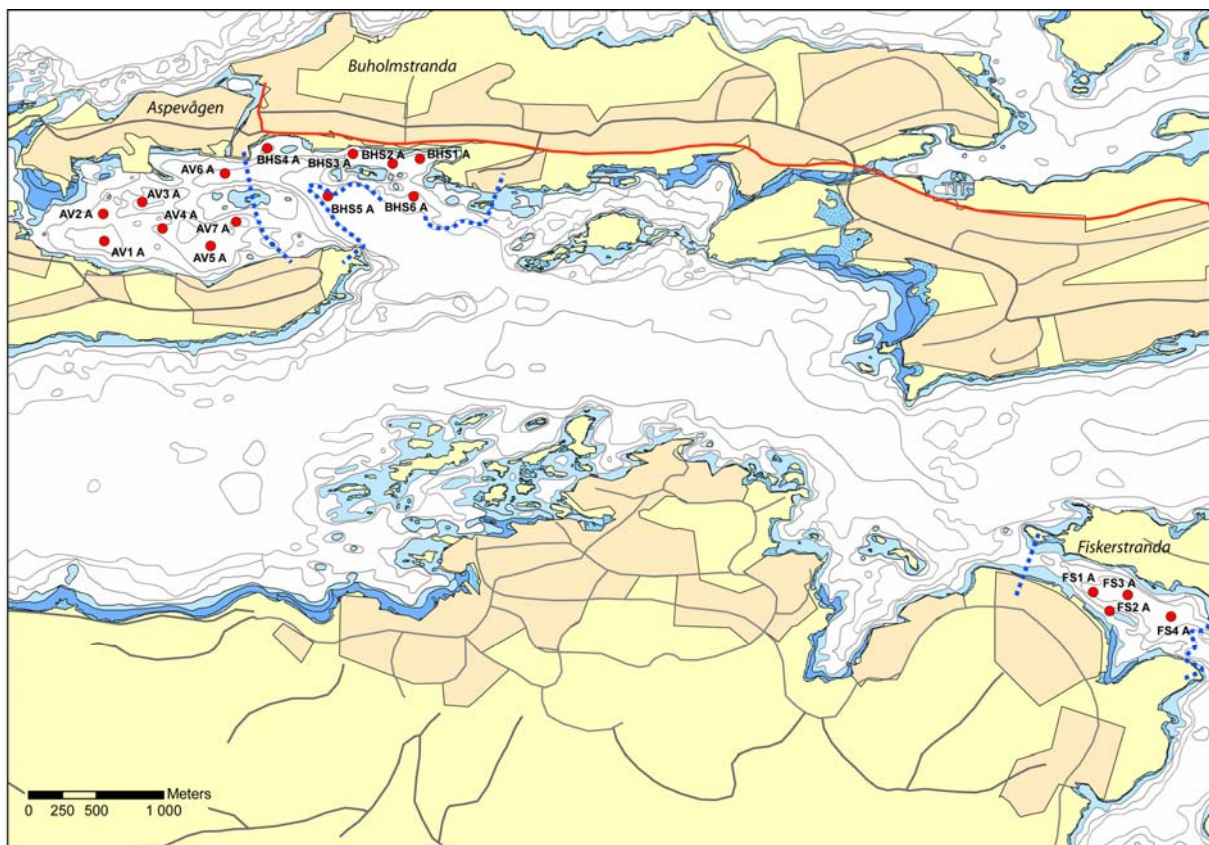 Buholmstranda
Aspevågen
BHS4 A
BHS3 A
BHS2 A
BHS1 A
AV6 A
AV3 A
AV2 A
AV4 A
AV7 A
AV1 A
AV5 A
BHS5 A
BHS6 A
Fiskerstranda
FS1 A
FS3 A
FS2 A
FS4 A
Meters
0 250 500 1 000